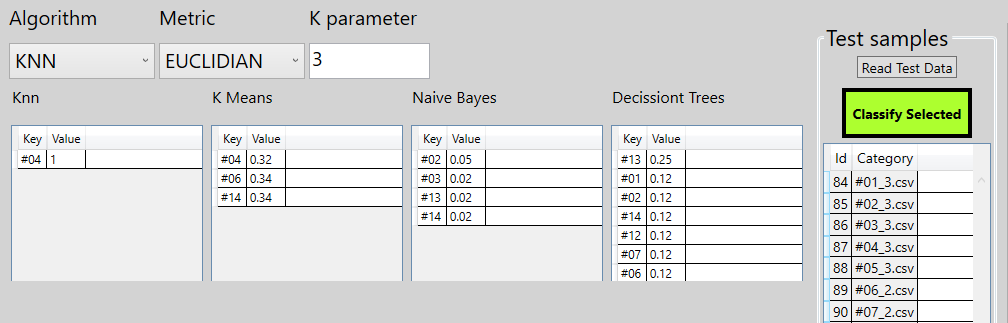 Algorithm Metric K parameter
KNN EUCLIDIAN 3
Test samples
Read Test Data
Classify Selected
Knn
Key Value
#04 1
K Means
Key Value
#04 0.32
#06 0.34
#14 0.34
Naive Bayes
Key Value
#02 0.05
#03 0.02
#13 0.02
#14 0.02
Decissiont Trees
Key Value
#13 0.25
#01 0.12
#02 0.12
#14 0.12
#12 0.12
#07 0.12
#06 0.12
Id Category
84 #01_3.csv
85 #02_3.csv
86 #03_3.csv
87 #04_3.csv
88 #05_3.csv
89 #06_2.csv
90 #07_2.csv